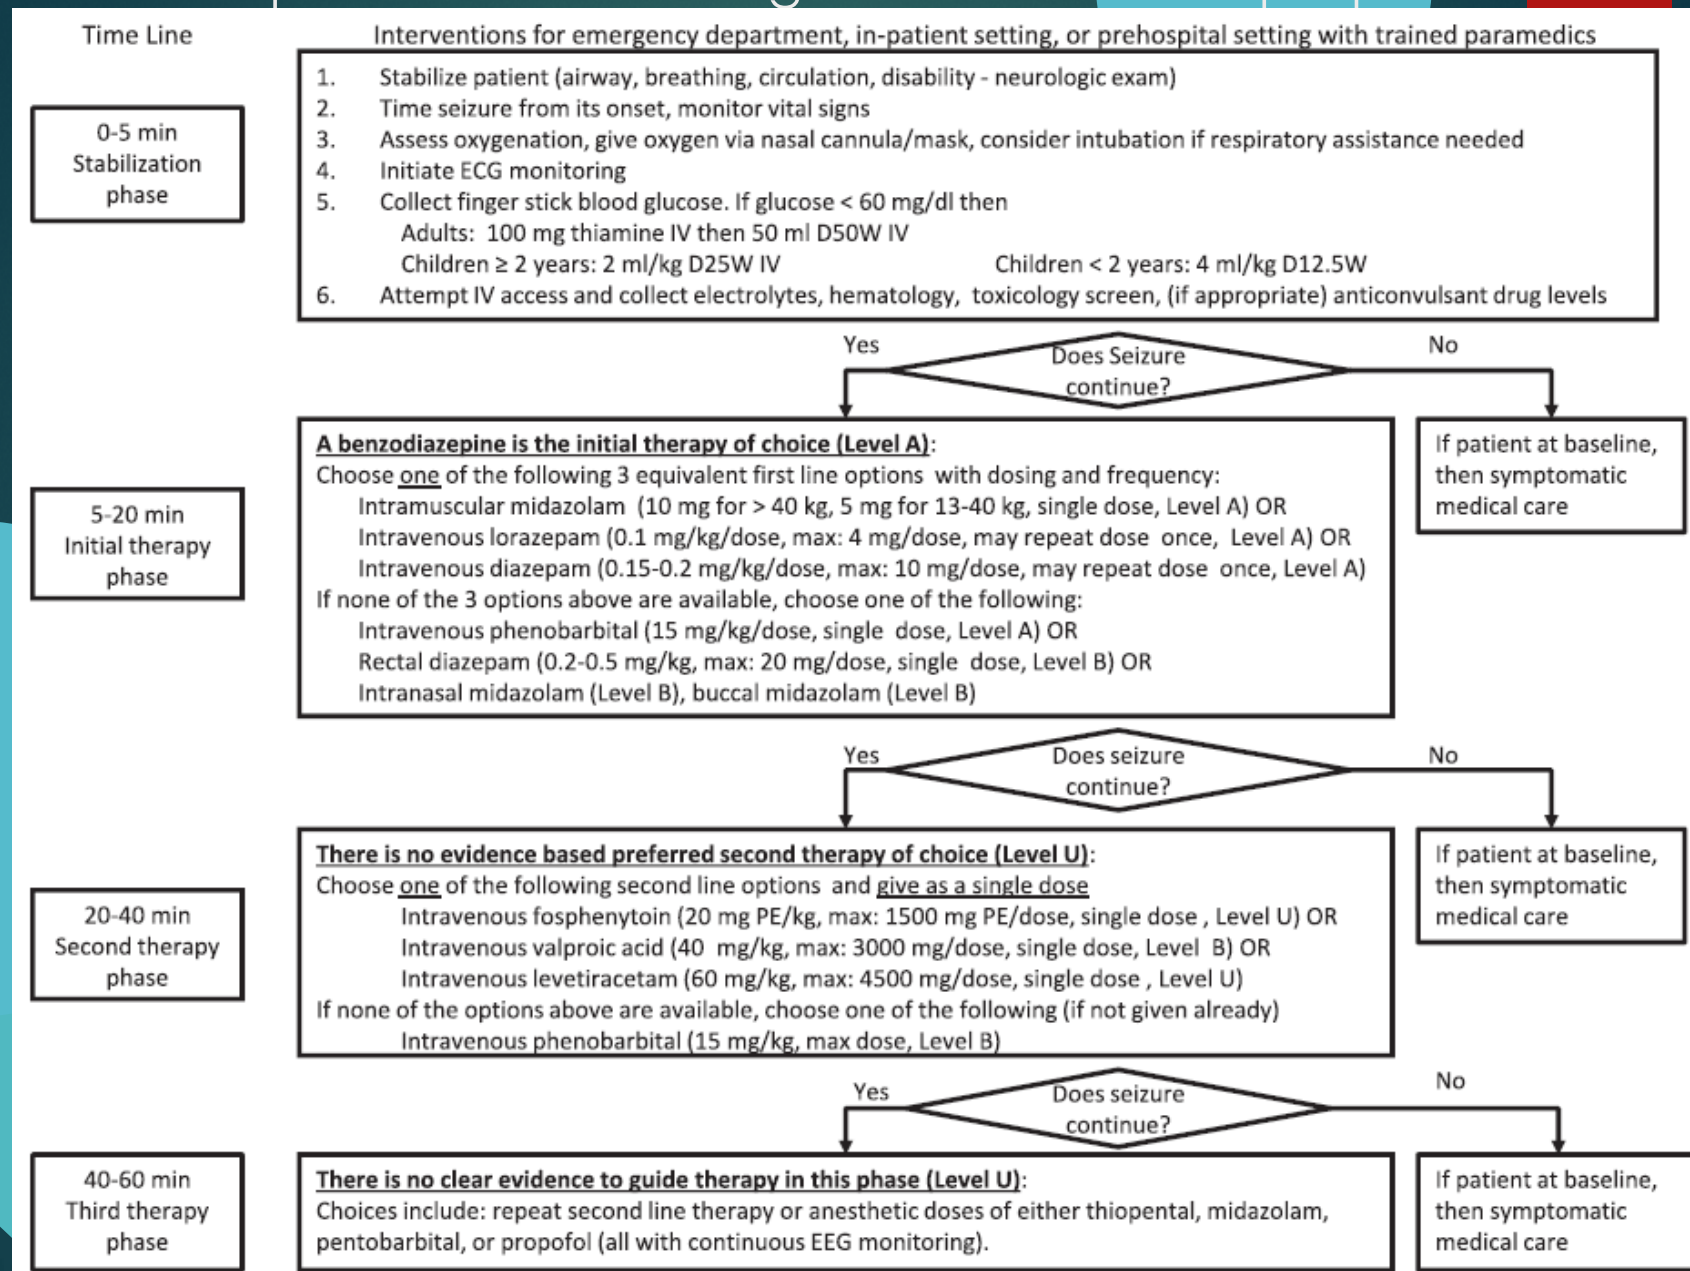 Time Line
Interventions for emergency department, in-patient setting, or prehospital setting with trained paramedics
0-5 min
Stabilization
phase
1. Stabilize patient (airway, breathing, circulation, disability - neurologic exam)
2. Time seizure from its onset, monitor vital signs
3. Assess oxygenation, give oxygen via nasal cannula/mask, consider intubation if respiratory assistance needed
4. Initiate ECG monitoring
5. Collect finger stick blood glucose. If glucose < 60 mg/dl then
Adults: 100 mg thiamine IV then 50 ml D50W IV
Children ≥ 2 years: 2 ml/kg D25W IV Children < 2 years: 4 ml/kg D12.5W
6. Attempt IV access and collect electrolytes, hematology, toxicology screen, (if appropriate) anticonvulsant drug levels
Yes
Does Seizure
continue?
No
5-20 min
Initial therapy
phase
A benzodiazepine is the initial therapy of choice (Level A):
Choose one of the following 3 equivalent first line options with dosing and frequency:
Intramuscular midazolam (10 mg for > 40 kg, 5 mg for 13-40 kg, single dose, Level A) OR
Intravenous lorazepam (0.1 mg/kg/dose, max: 4 mg/dose, may repeat dose once, Level A) OR
Intravenous diazepam (0.15-0.2 mg/kg/dose, max: 10 mg/dose, may repeat dose once, Level A)
If none of the 3 options above are available, choose one of the following:
Intravenous phenobarbital (15 mg/kg/dose, single dose, Level A) OR
Rectal diazepam (0.2-0.5 mg/kg, max: 20 mg/dose, single dose, Level B) OR
Intranasal midazolam (Level B), buccal midazolam (Level B)
If patient at baseline,
then symptomatic
medical care
Yes
Does seizure
continue?
No
20-40 min
Second therapy
phase
There is no evidence based preferred second therapy of choice (Level U):
Choose one of the following second line options and give as a single dose
Intravenous fosphenytoin (20 mg PE/kg, max: 1500 mg PE/dose, single dose , Level U) OR
Intravenous valproic acid (40 mg/kg, max: 3000 mg/dose, single dose, Level B) OR
Intravenous levetiracetam (60 mg/kg, max: 4500 mg/dose, single dose , Level U)
If none of the options above are available, choose one of the following (if not given already)
Intravenous phenobarbital (15 mg/kg, max dose, Level B)
If patient at baseline,
then symptomatic
medical care
Yes
Does seizure
continue?
No
40-60 min
Third therapy
phase
There is no clear evidence to guide therapy in this phase (Level U):
Choices include: repeat second line therapy or anesthetic doses of either thiopental, midazolam,
pentobarbital, or propofol (all with continuous EEG monitoring).
If patient at baseline,
then symptomatic
medical care